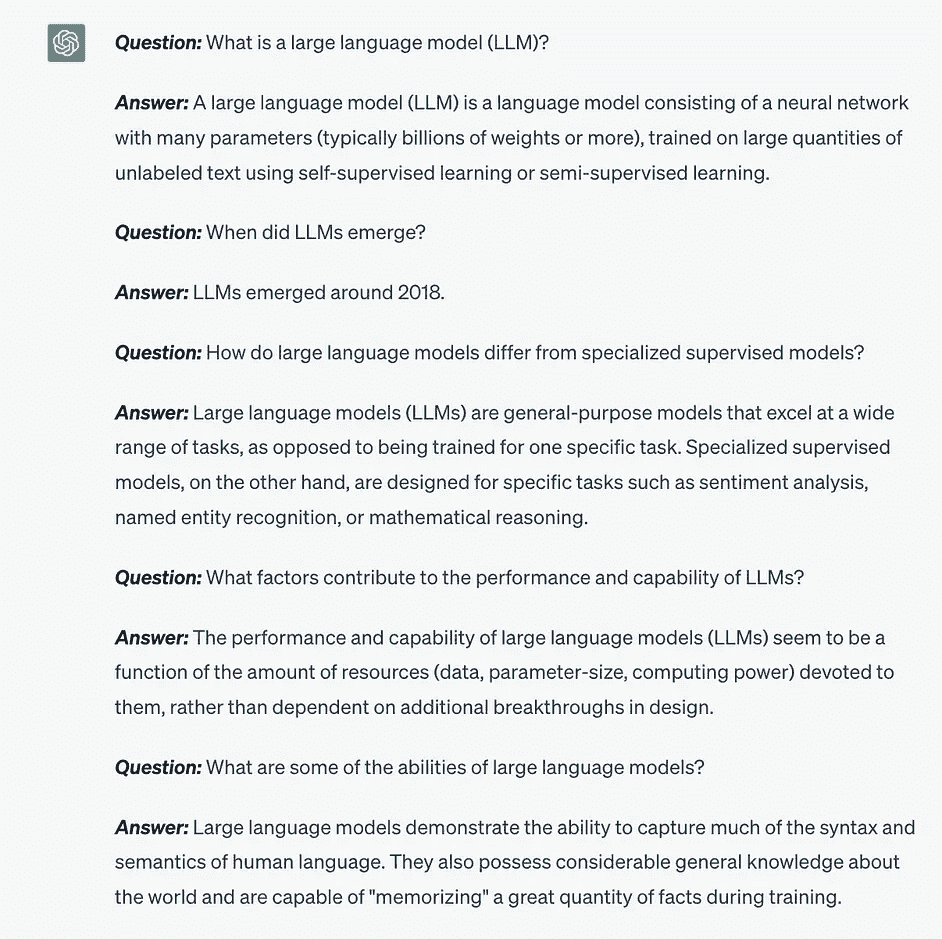 Question: What is a large language model (LLM)?
Answer: A large language model (LLM) is a language model consisting of a neural network
with many parameters (typically billions of weights or more), trained on large quantities of
unlabeled text using self-supervised learning or semi-supervised learning.
Question: When did LLMs emerge?
Answer: LLMs emerged around 2018.
Question: How do large language models differ from specialized supervised models?
Answer: Large language models (LLMs) are general-purpose models that excel at a wide
range of tasks, as opposed to being trained for one specific task. Specialized supervised
models, on the other hand, are designed for specific tasks such as sentiment analysis,
named entity recognition, or mathematical reasoning.
Question: What factors contribute to the performance and capability of LLMs?
Answer: The performance and capability of large language models (LLMs) seem to be a
function of the amount of resources (data, parameter-size, computing power) devoted to
them, rather than dependent on additional breakthroughs in design.
Question: What are some of the abilities of large language models?
Answer: Large language models demonstrate the ability to capture much of the syntax and
semantics of human language. They also possess considerable general knowledge about
the world and are capable of "memorizing" a great quantity of facts during training.